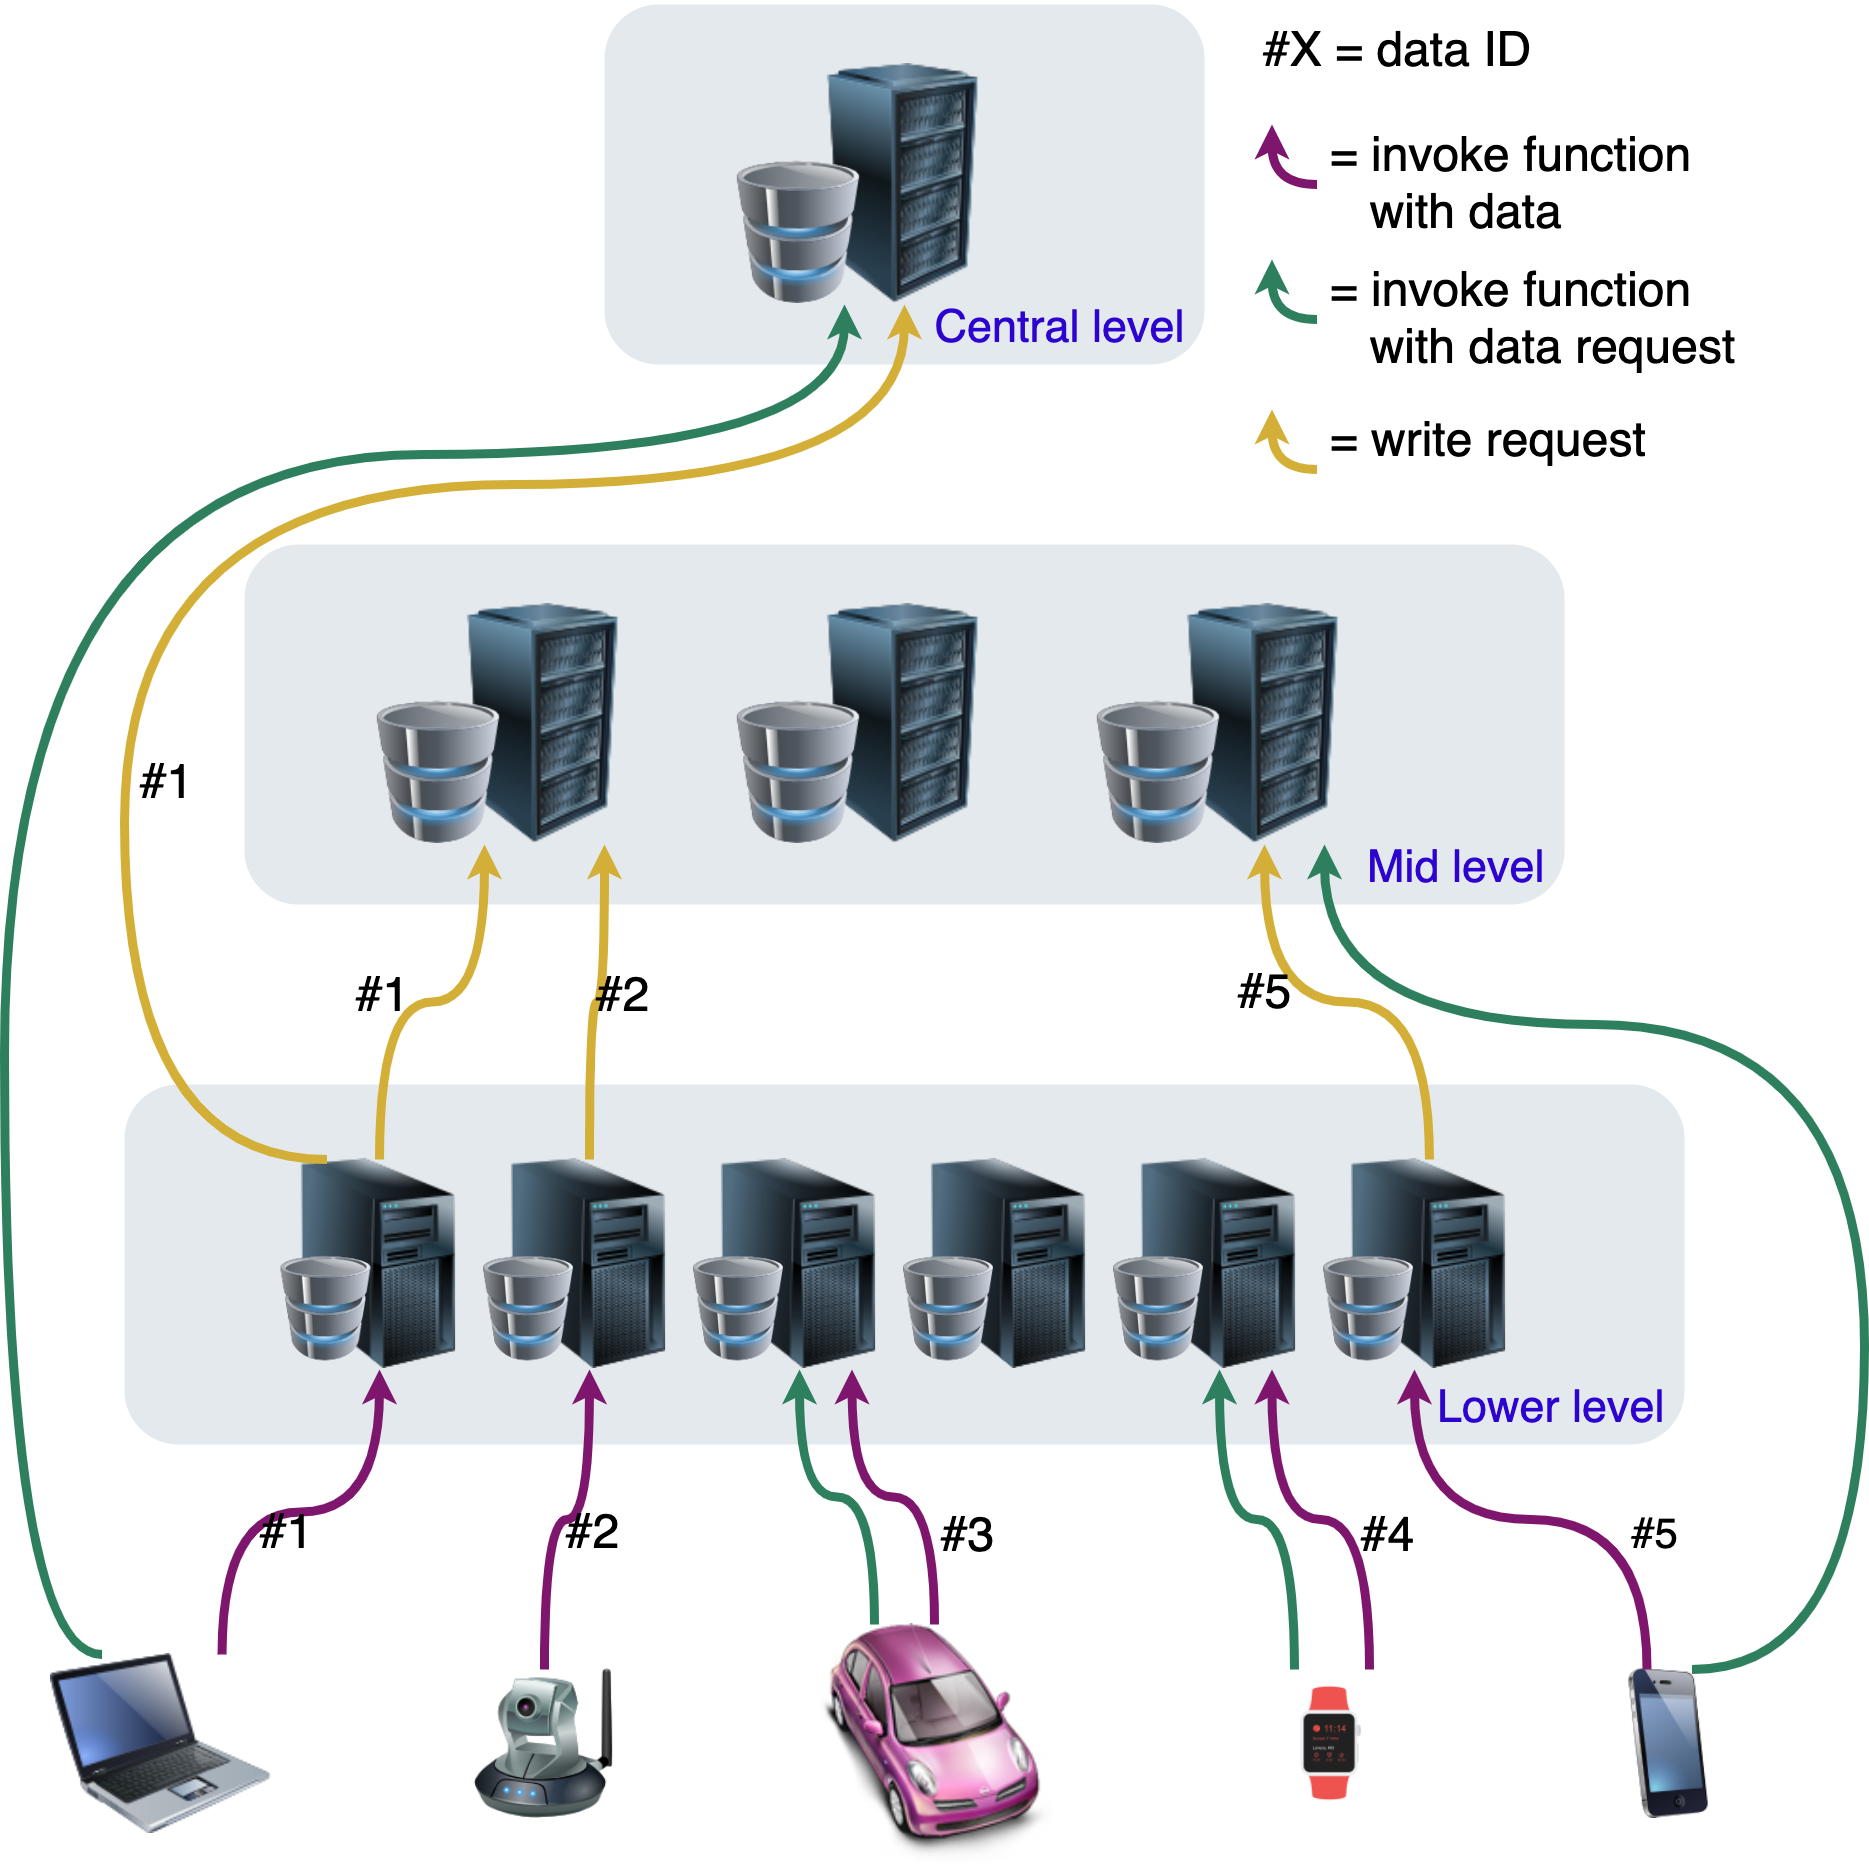 #X = data ID
= invoke function
with data
= invoke function
with data request
= write request
Central level
#1
Mid level
#1
#2
#5
Lower level
#1
#2
#3
#4
#5
11:14